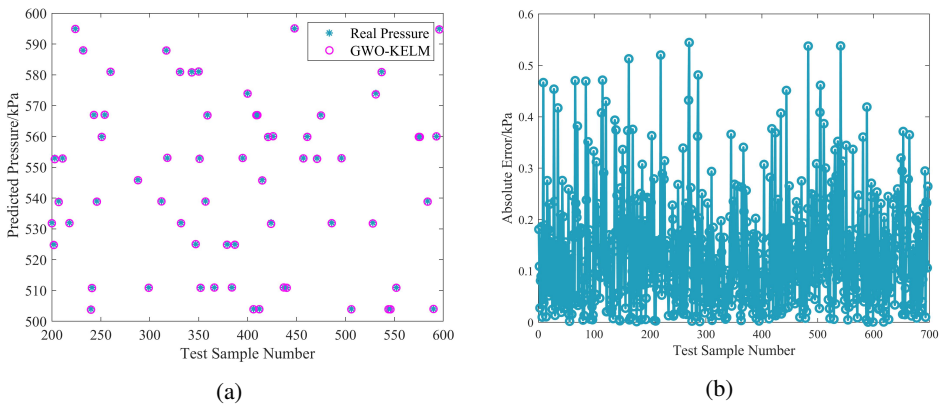 600
590
580
570
560
550
540
530
520
510
500
Predicted Pressure/kPa
Real Pressure
GWO-KELM
200 250 300 350 400 450 500 550 600
Test Sample Number
(a)
0.6
0.5
0.4
0.3
0.2
0.1
0
Absolute Error/kPa
0 100 200 300 400 500 600 700
Test Sample Number
(b)